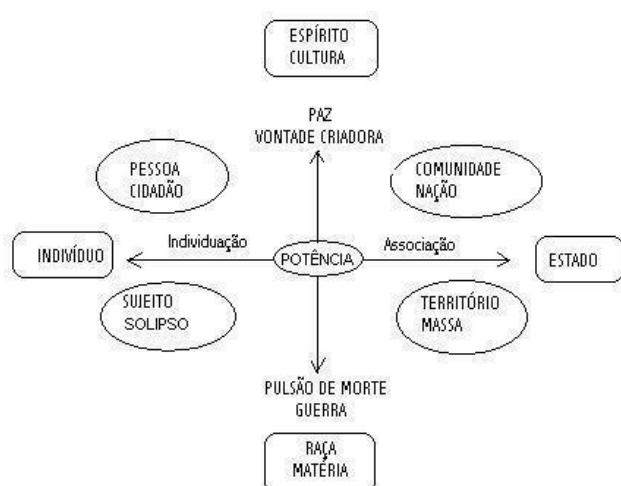 ESPÍRITO
CULTURA
PAZ
VONTADE CRIADORA
PESSOA
CIDADÃO
COMUNIDADE
NAÇÃO
INDIVÍDUO
Individuação
POTÊNCIA
Associação
ESTADO
SUJEITO
SOLIPSO
TERRITÓRIO
MASSA
PULSÃO DE MORTE
GUERRA
RAÇA
MATÉRIA